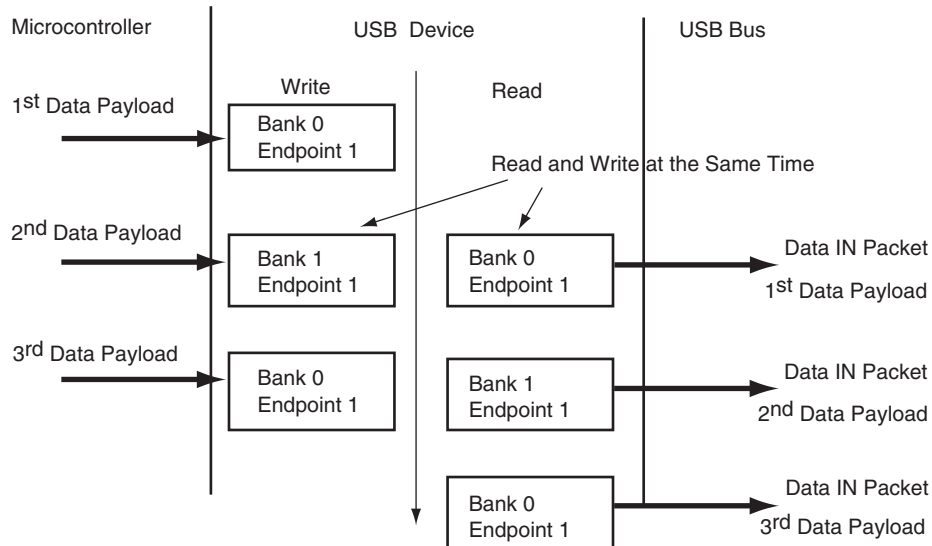 Microcontroller
USB Device
USB Bus
Write
Read
1st Data Payload
Bank 0
Endpoint 1
Read and Write at the Same Time
2nd Data Payload
Bank 1
Endpoint 1
Bank 0
Endpoint 1
Data IN Packet
1st Data Payload
3rd Data Payload
Bank 0
Endpoint 1
Bank 1
Endpoint 1
Data IN Packet
2nd Data Payload
Bank 0
Endpoint 1
Data IN Packet
3rd Data Payload